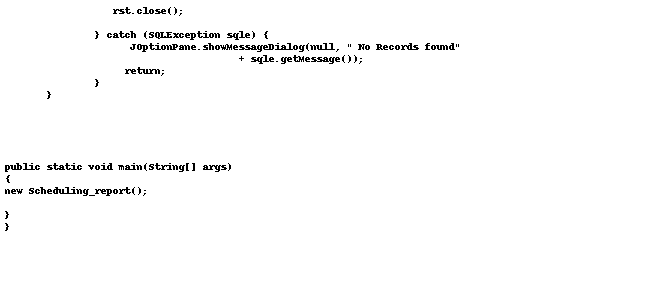 rst.close();
} catch (SQLException sqle) {
JOptionPane.showMessageDialog(null, " No Records found"
+ sqle.getMessage());
return;
}
}
public static void main(String[] args)
{
new Scheduling_report();
}
}